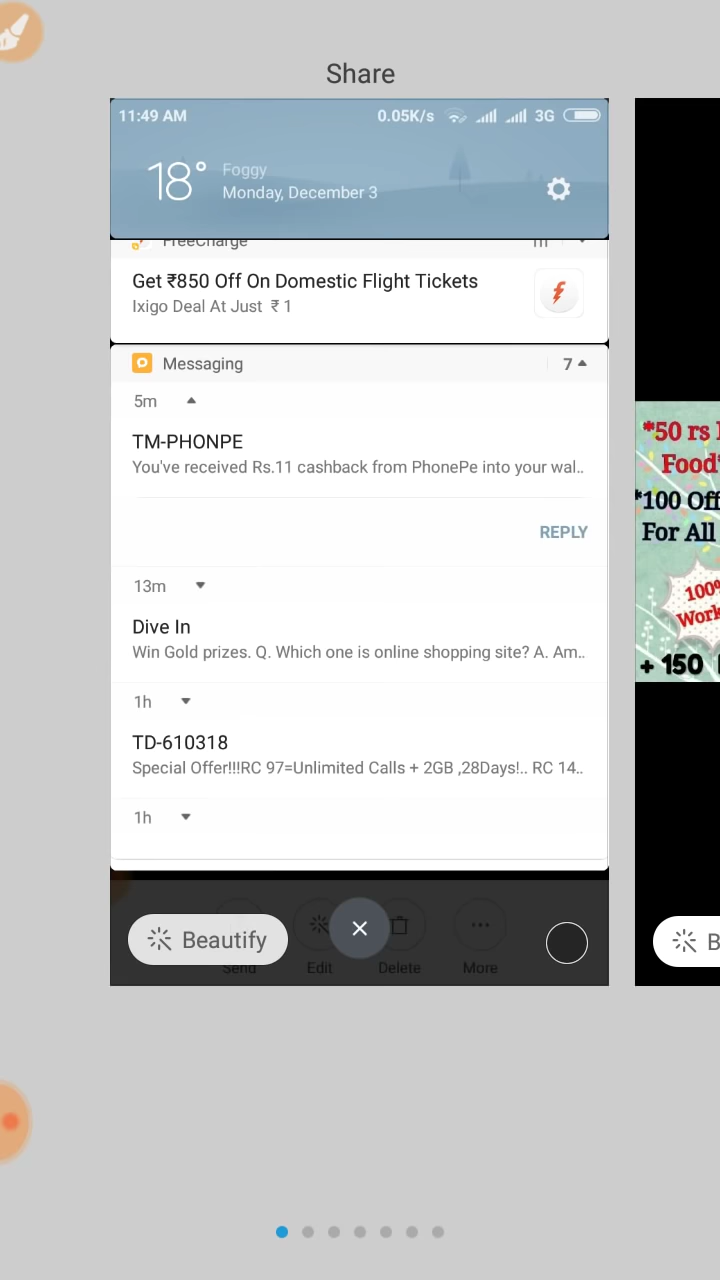 Share
11:49 AM 0.05K/s 3G
18° Foggy
Monday, December 3
FreeCharge 1h
Get ₹850 Off On Domestic Flight Tickets
Ixigo Deal At Just ₹ 1
Messaging 7
5m
TM-PHONPE
You've received Rs.11 cashback from PhonePe into your wal..
REPLY
13m
Dive In
Win Gold prizes. Q. Which one is online shopping site? A. Am..
1h
TD-610318
Special Offer!!!RC 97=Unlimited Calls + 2GB ,28Days!.. RC 14..
1h
Beautify
Send Edit Delete More
*50 rs
Food*
*100 Off
For All
100%
Work
+ 150
B